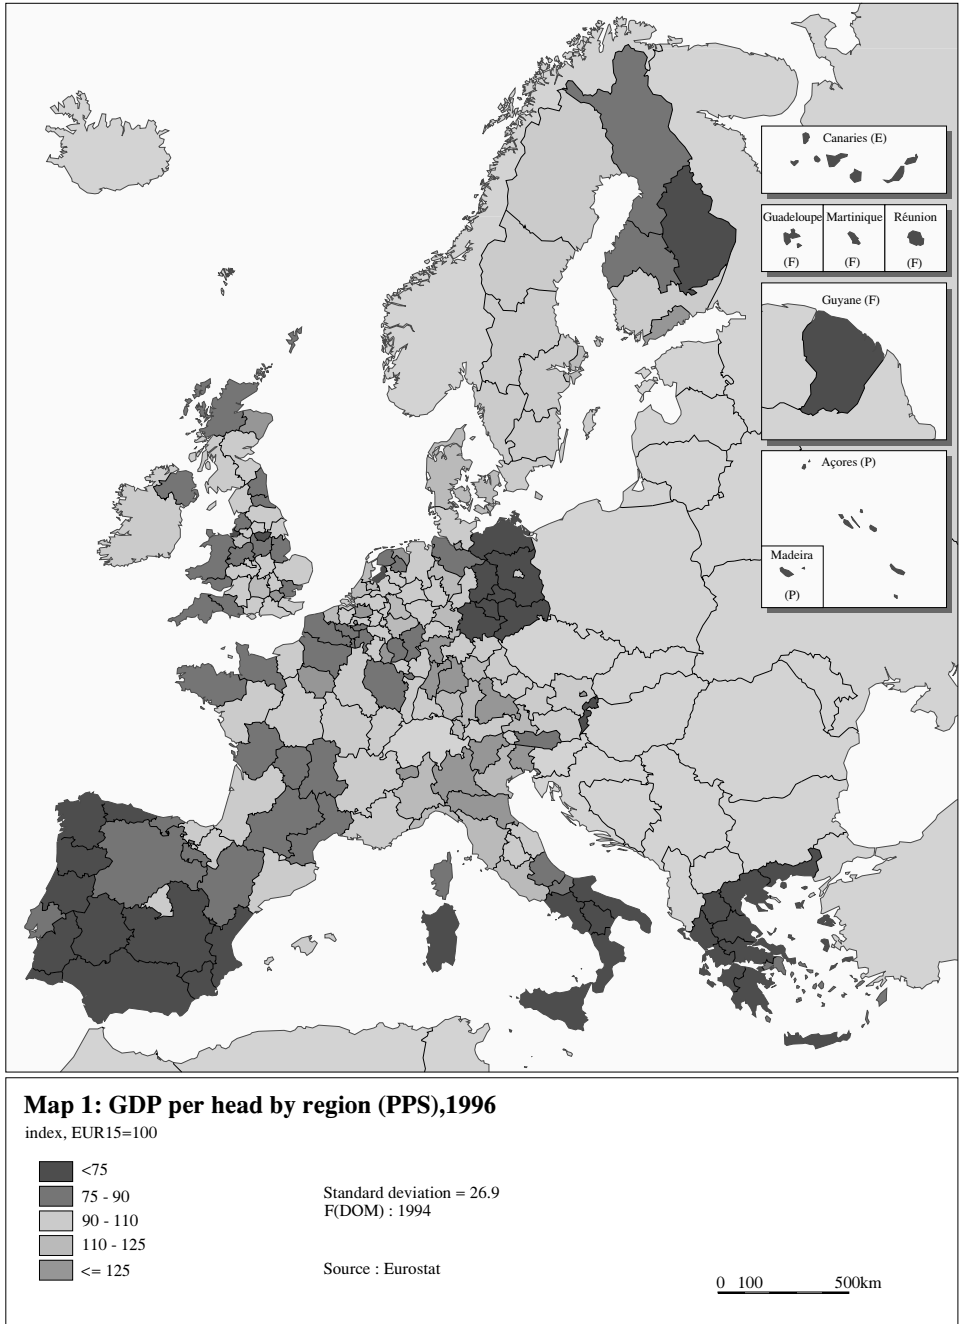 Canaries (E)
Guadeloupe Martinique Réunion
(F) (F) (F)
Guyane (F)
Açores (P)
Madeira
(P)
Map 1: GDP per head by region (PPS),1996
index, EUR15=100
<75
75 - 90
90 - 110
110 - 125
<= 125
Standard deviation = 26.9
F(DOM) : 1994
Source : Eurostat
0 100 500km